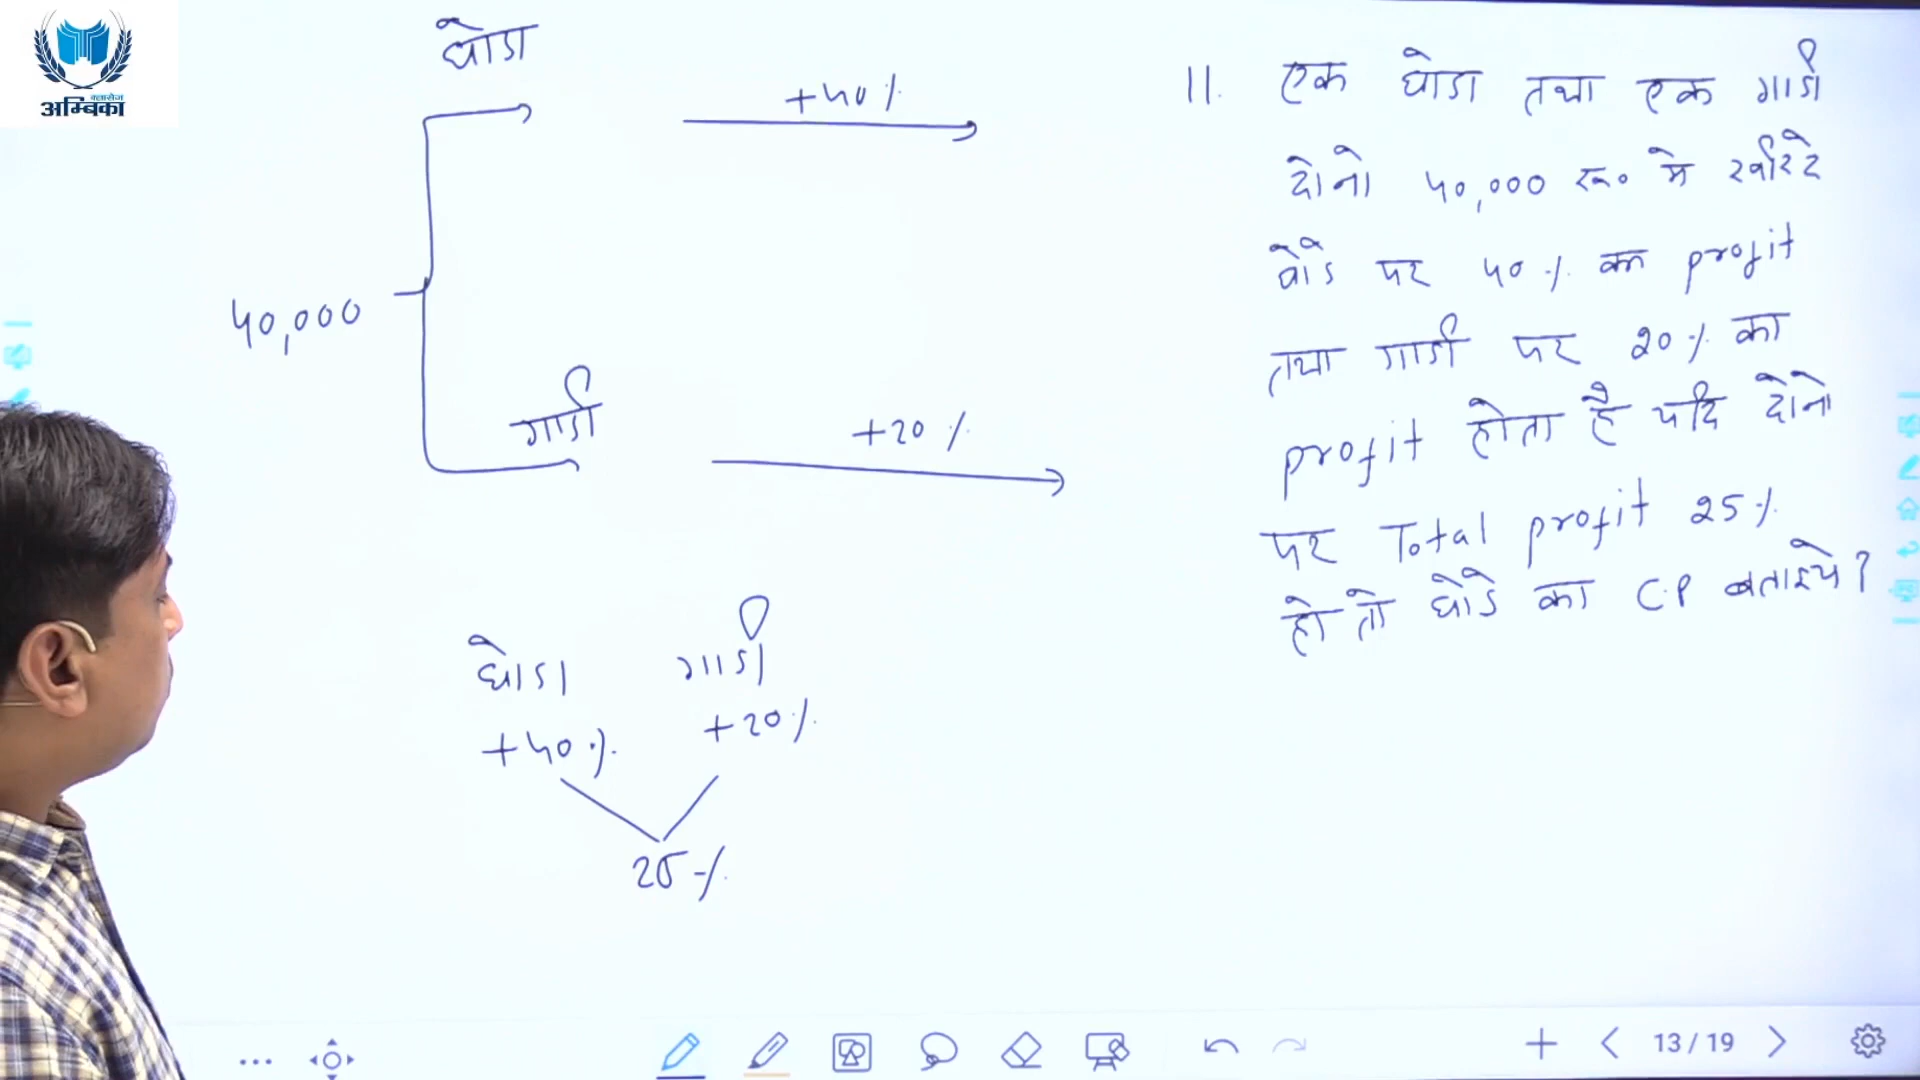 क्लासेज
अम्बिका
घोडा
+40%
40,000
गाडी
+20%
घोडा गाडी
+40% +20%
25%
11. एक घोडा तथा एक गाडी
दोनो 40,000 रू० मे खरिदे
घोडे पर 40% का profit
तथा गाडी पर 20% का
profit होता है यदि दोनो
पर Total profit 25%
हो तो घोडे का C.P बताइये?
13/19